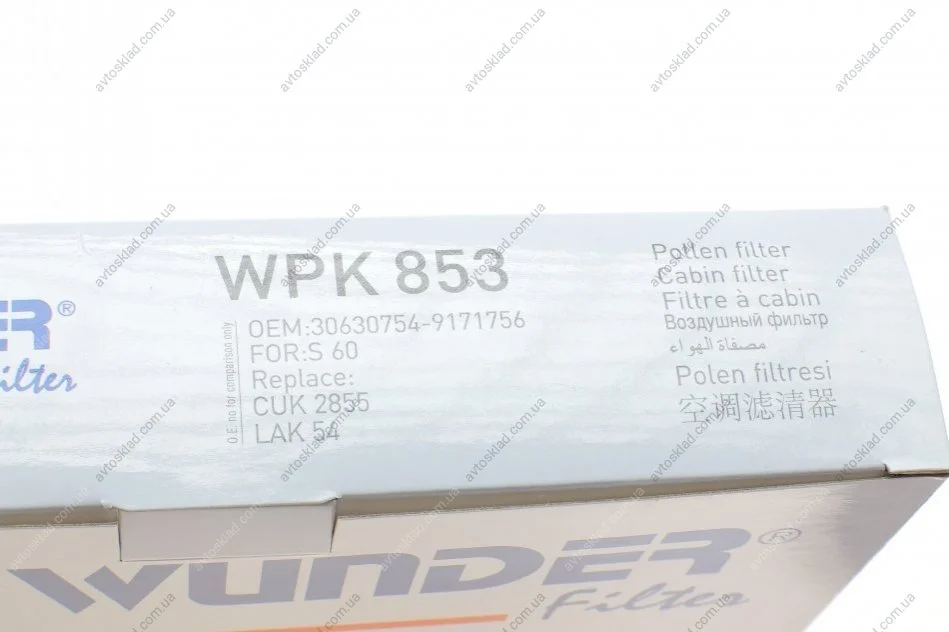 WPK 853
OEM:30630754-9171756
FOR:S 60
Replace:
CUK 2855
LAK 54
O.E. no for comparison only
Pollen filter
Cabin filter
Filtre à cabin
Воздушный фильтр
مصفاة الهواء
Polen filtresi
空调滤清器
ER®
ilter
WUNDER®
Filter
avtosklad.com.ua